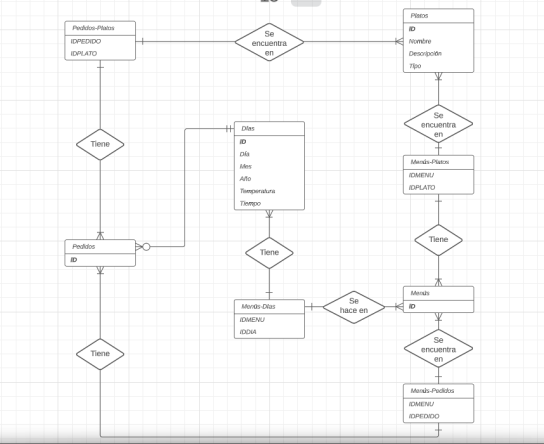 Pedidos-Platos
IDPEDIDO
IDPLATO
Se
encuentra
en
Platos
ID
Nombre
Descripción
Tipo
Se
encuentra
en
Tiene
Días
ID
Día
Mes
Año
Temperatura
Tiempo
Menús-Platos
IDMENU
IDPLATO
Tiene
Pedidos
ID
Tiene
Menús-Días
IDMENU
IDDIA
Se
hace en
Menús
ID
Tiene
Se
encuentra
en
Menús-Pedidos
IDMENU
IDPEDIDO